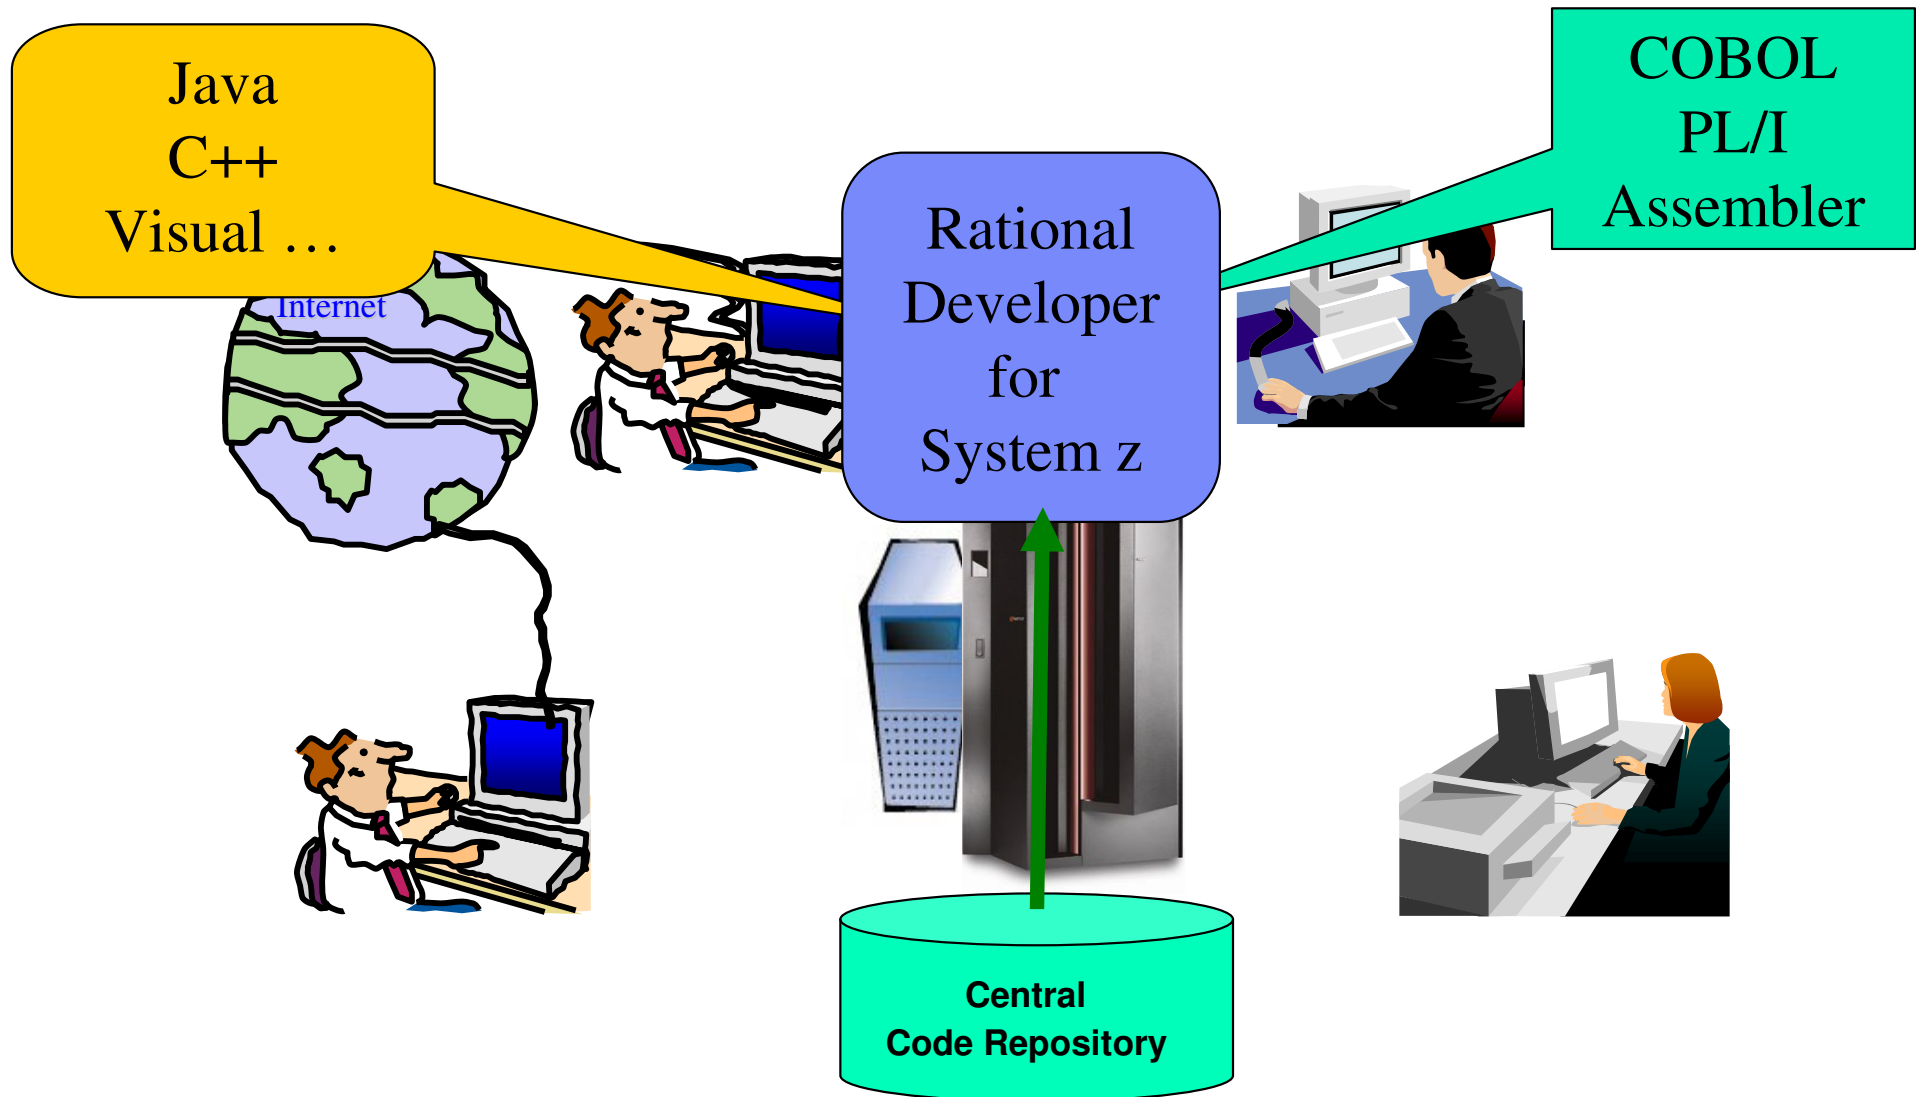 Java
C++
Visual …
Internet
Rational
Developer
for
System z
COBOL
PL/I
Assembler
Central
Code Repository